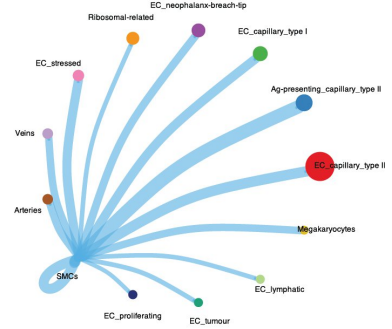 EC_neophalanx-breach-tip
Ribosomal-related
EC_capillary_type I
EC_stressed
Ag-presenting_capillary_type II
Veins
EC_capillary_type II
Arteries
Megakaryocytes
SMCs
EC_lymphatic
EC_proliferating
EC_tumour